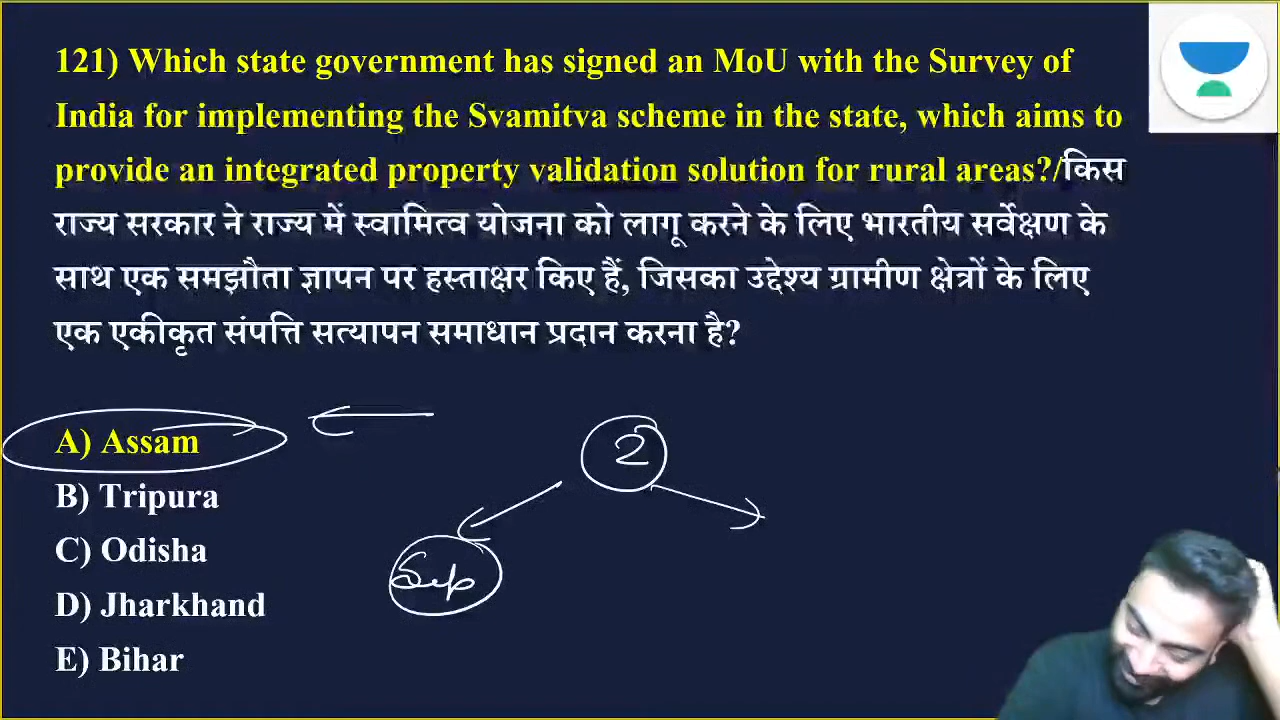 121) Which state government has signed an MoU with the Survey of
India for implementing the Svamitva scheme in the state, which aims to
provide an integrated property validation solution for rural areas?/किस
राज्य सरकार ने राज्य में स्वामित्व योजना को लागू करने के लिए भारतीय सर्वेक्षण के
साथ एक समझौता ज्ञापन पर हस्ताक्षर किए हैं, जिसका उद्देश्य ग्रामीण क्षेत्रों के लिए
एक एकीकृत संपत्ति सत्यापन समाधान प्रदान करना है?
A) Assam
2
B) Tripura
C) Odisha
Sep
D) Jharkhand
E) Bihar